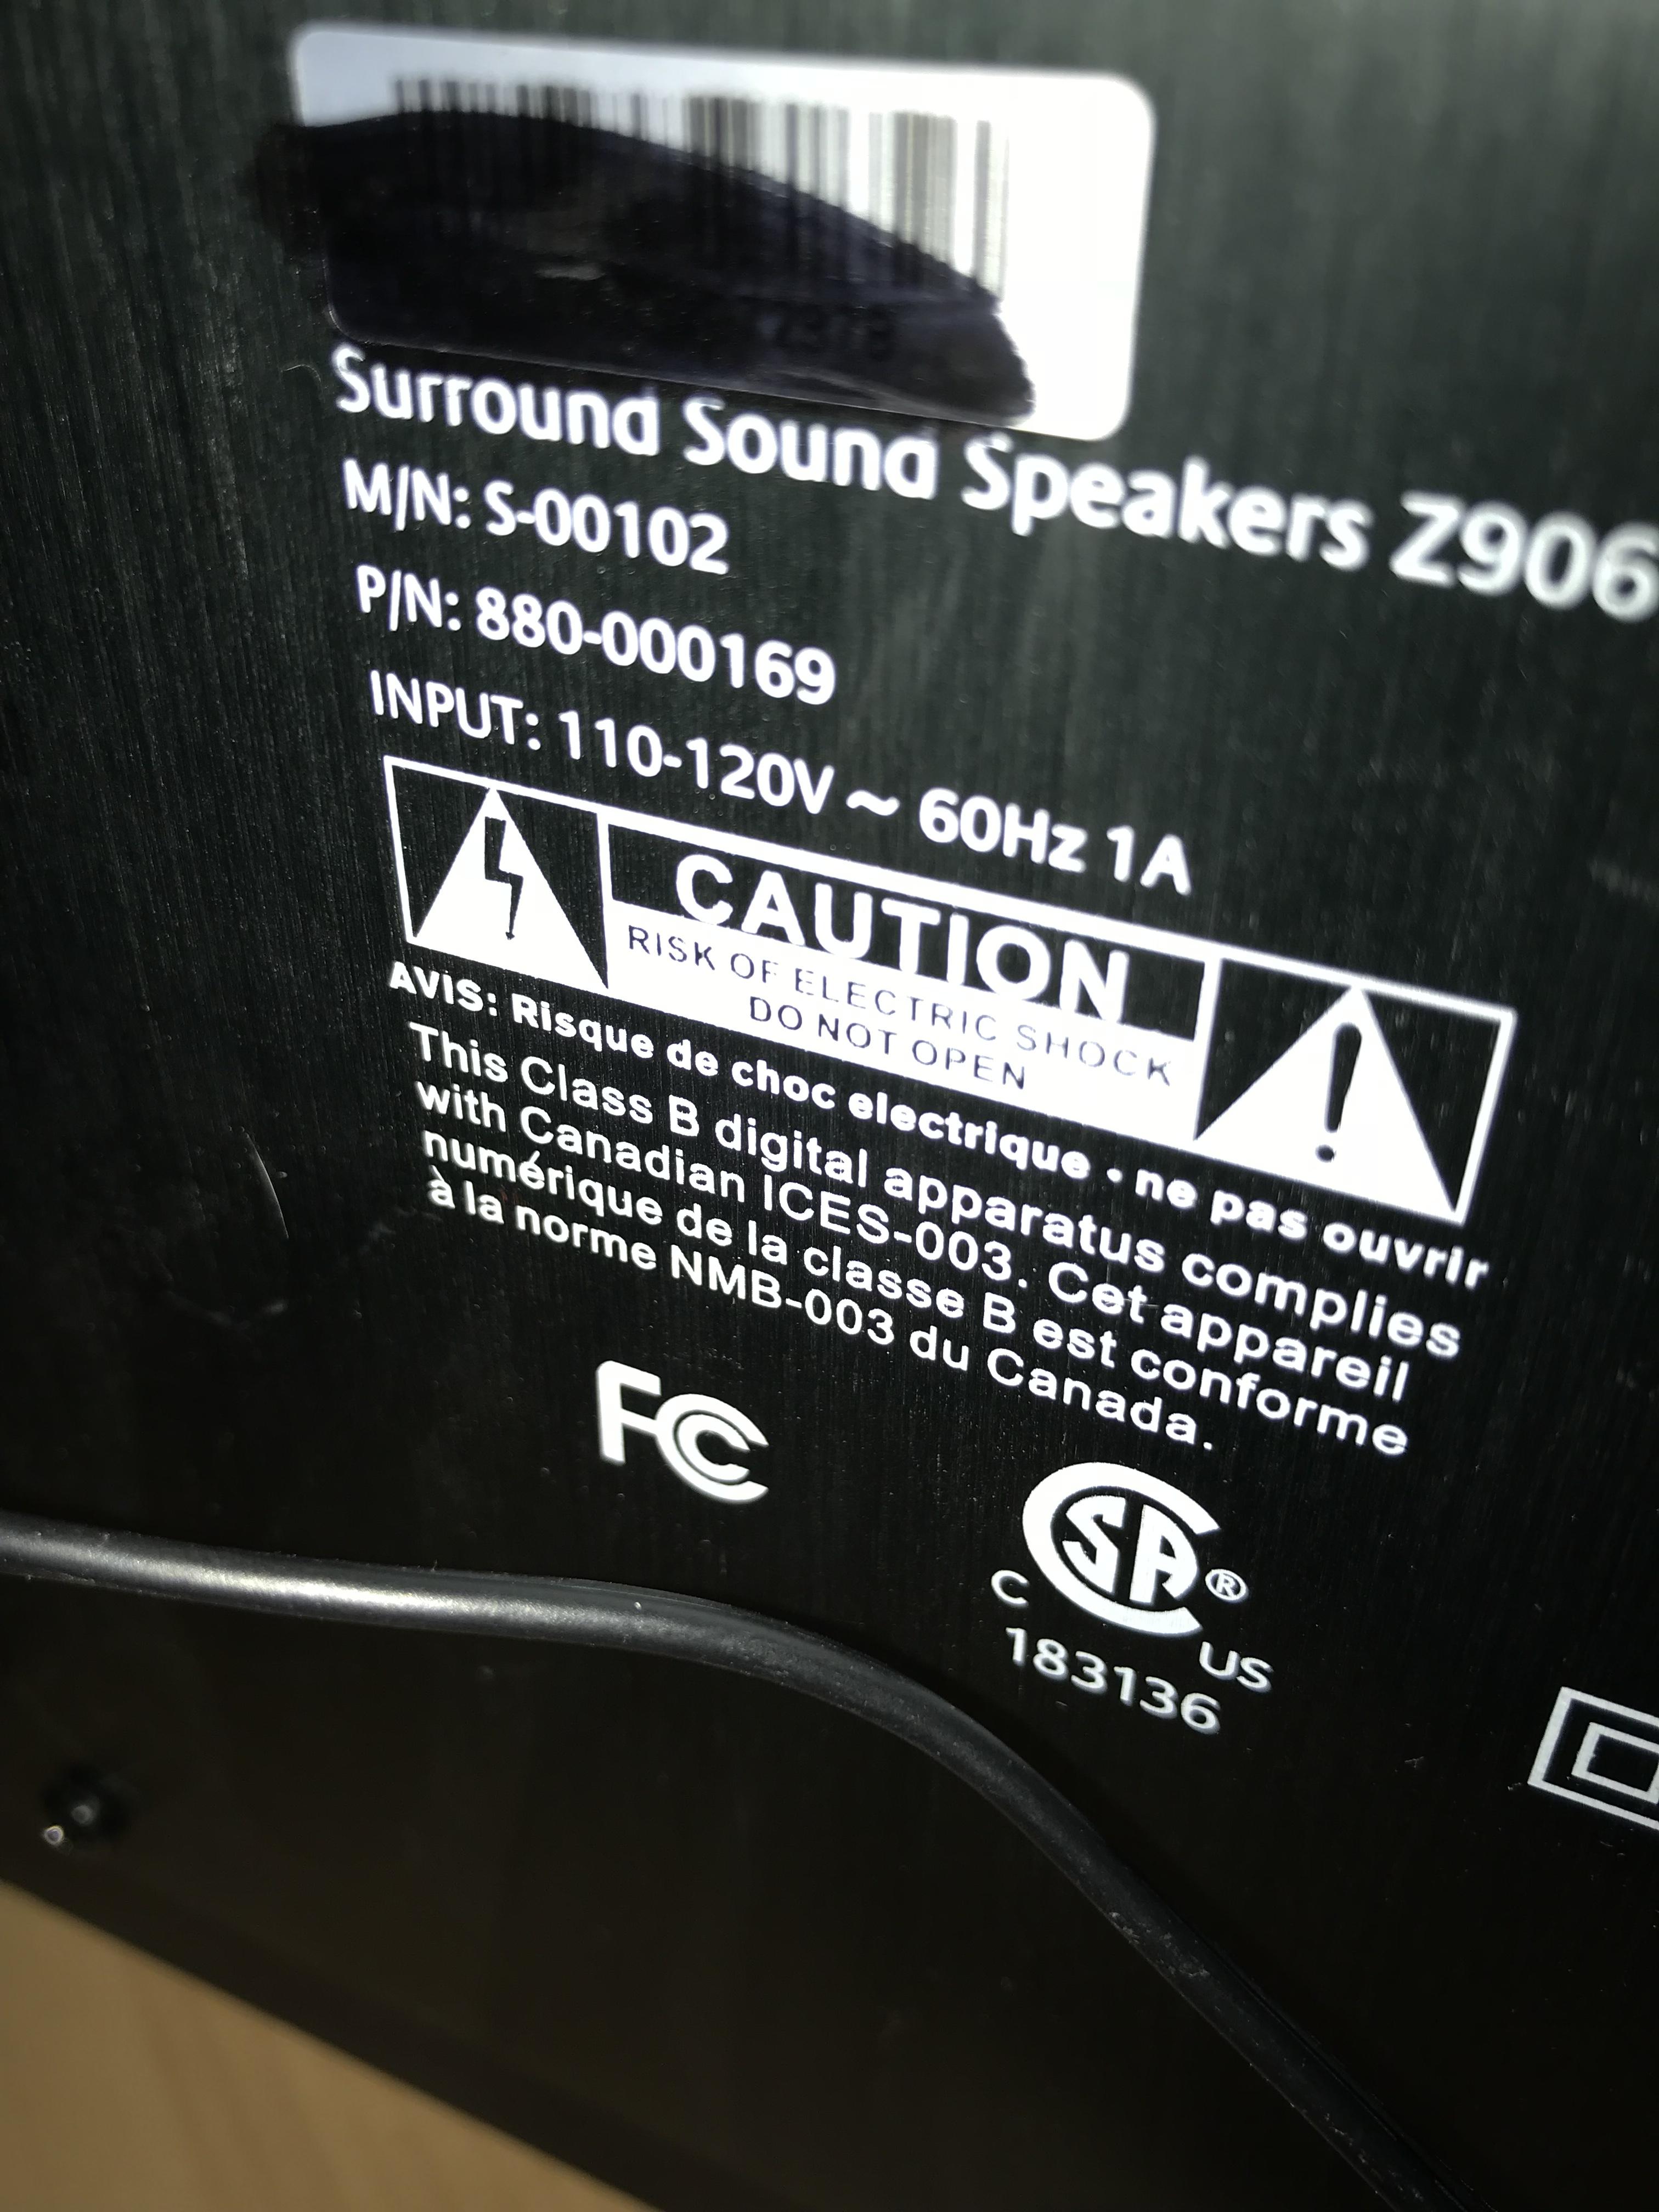 Surround Sound Speakers Z906
M/N: S-00102
P/N: 880-000169
INPUT: 110-120V ~ 60Hz 1A
CAUTION
RISK OF ELECTRIC SHOCK
DO NOT OPEN
AVIS: Risque de choc electrique · ne pas ouvrir
This Class B digital apparatus complies
with Canadian ICES-003. Cet appareil
numérique de la classe B est conforme
à la norme NMB-003 du Canada.
FC
CSA®
C US
183136